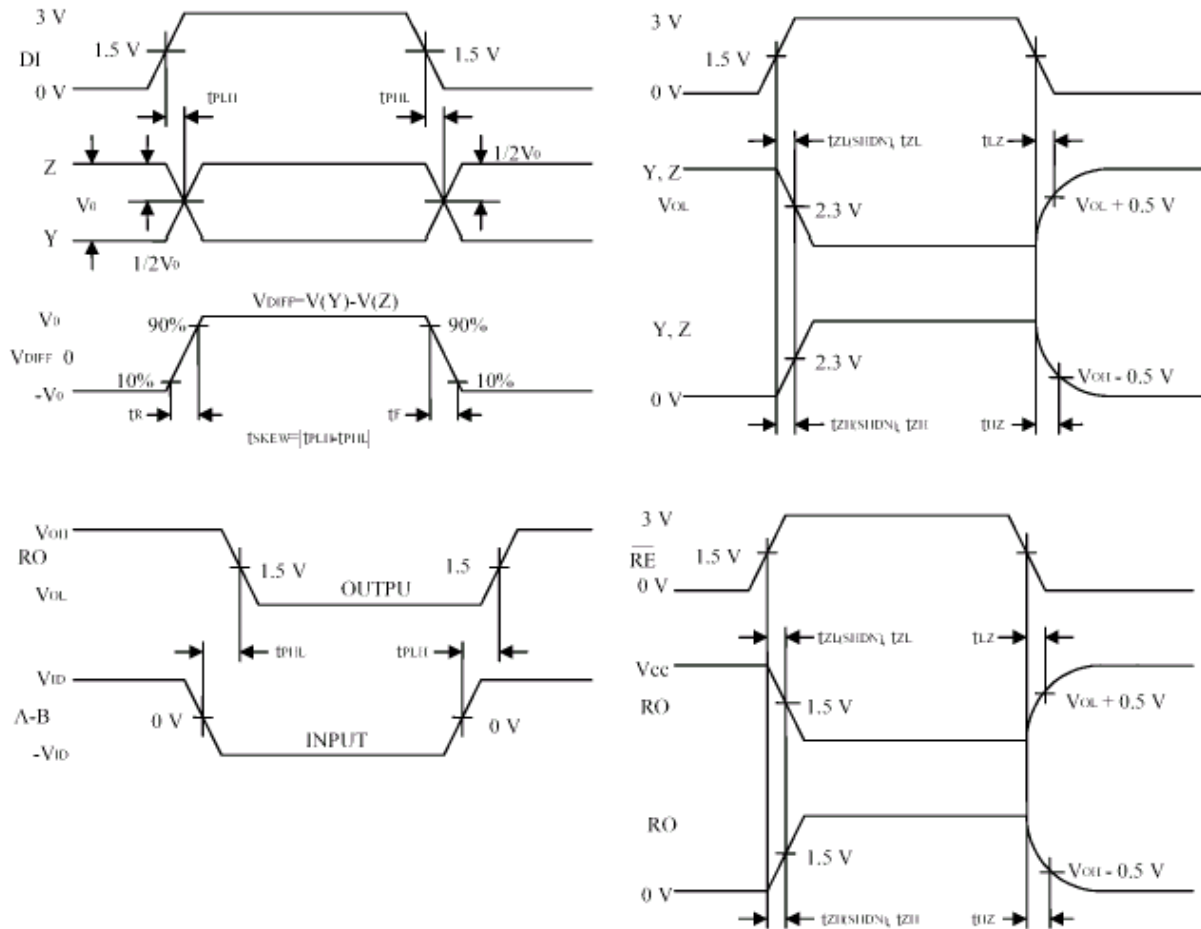 3 V
DI
1.5 V
1.5 V
0 V
tPLH
tPHL
Z
1/2V0
V0
Y
1/2V0
VDIFF=V(Y)-V(Z)
V0
90%
90%
VDIFF 0
10%
10%
-V0
tR
tF
tSKEW=|tPLH-tPHL|
3 V
1.5 V
0 V
tZL(SHDN), tZL
tLZ
Y, Z
VOL
2.3 V
VOL + 0.5 V
Y, Z
2.3 V
VOH - 0.5 V
0 V
tZH(SHDN), tZH
tHZ
VOH
RO
1.5 V
1.5
VOL
OUTPU
tPHL
tPLH
VID
A-B
0 V
0 V
-VID
INPUT
3 V
RE
1.5 V
0 V
tZL(SHDN), tZL
tLZ
Vcc
RO
1.5 V
VOL + 0.5 V
RO
1.5 V
VOH - 0.5 V
0 V
tZH(SHDN), tZH
tHZ